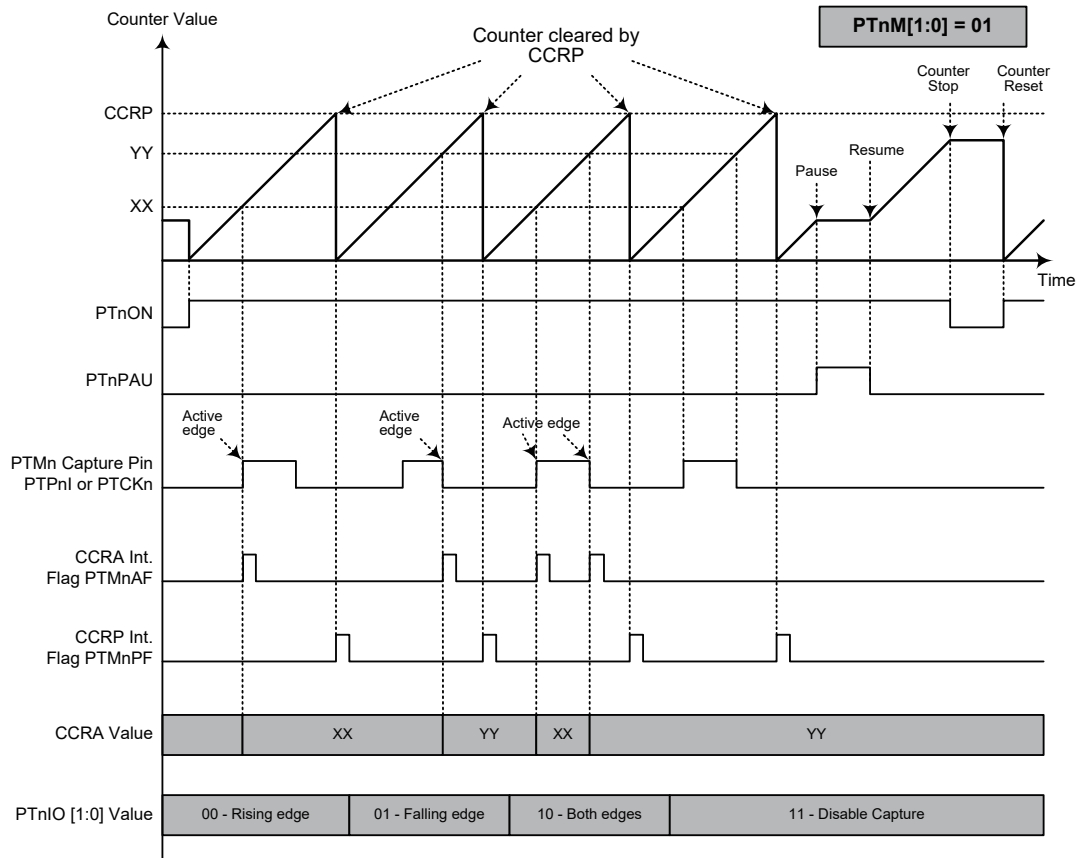 Counter Value
PTnM[1:0] = 01
Counter cleared by
CCRP
Counter
Stop
Counter
Reset
CCRP
YY
Resume
Pause
XX
Time
PTnON
PTnPAU
Active
edge
Active
edge
Active edge
PTMn Capture Pin
PTPnI or PTCKn
CCRA Int.
Flag PTMnAF
CCRP Int.
Flag PTMnPF
CCRA Value
XX
YY
XX
YY
PTnIO [1:0] Value
00 - Rising edge
01 - Falling edge
10 - Both edges
11 - Disable Capture